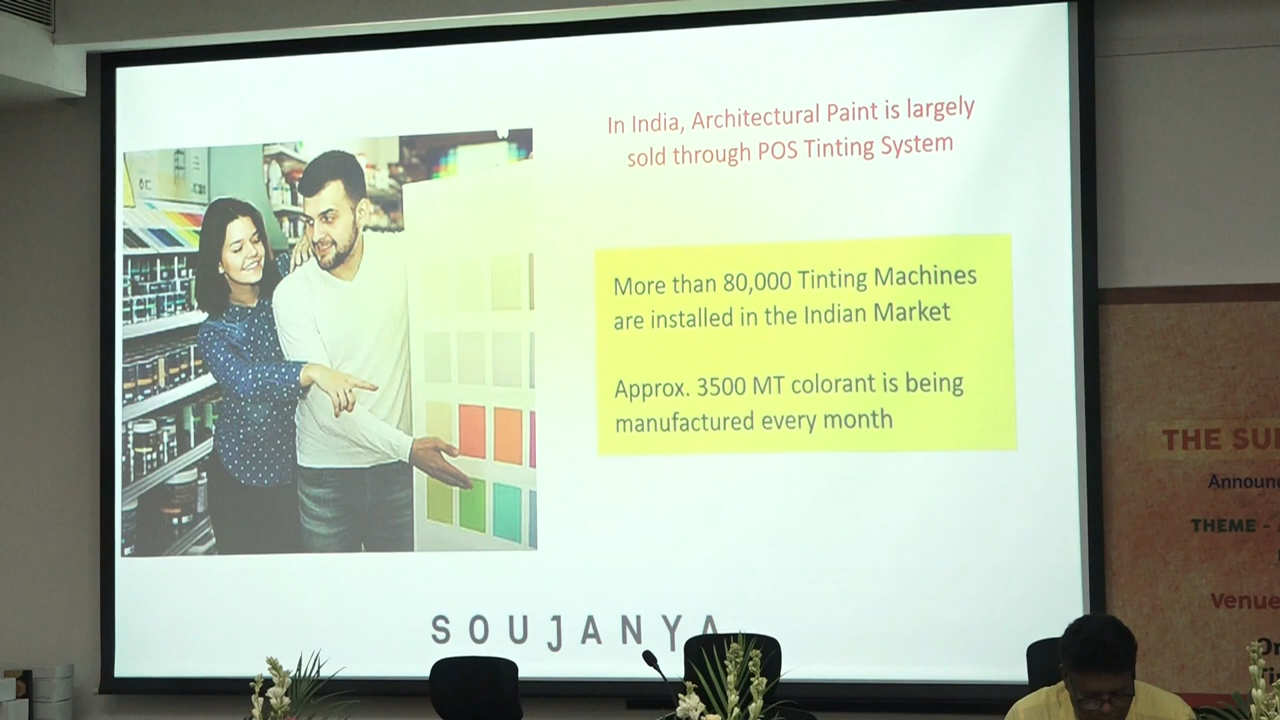 In India, Architectural Paint is largely
sold through POS Tinting System
More than 80,000 Tinting Machines
are installed in the Indian Market
Approx. 3500 MT colorant is being
manufactured every month
SOUJANYA
THE SU
Announ
THEME -
Venue